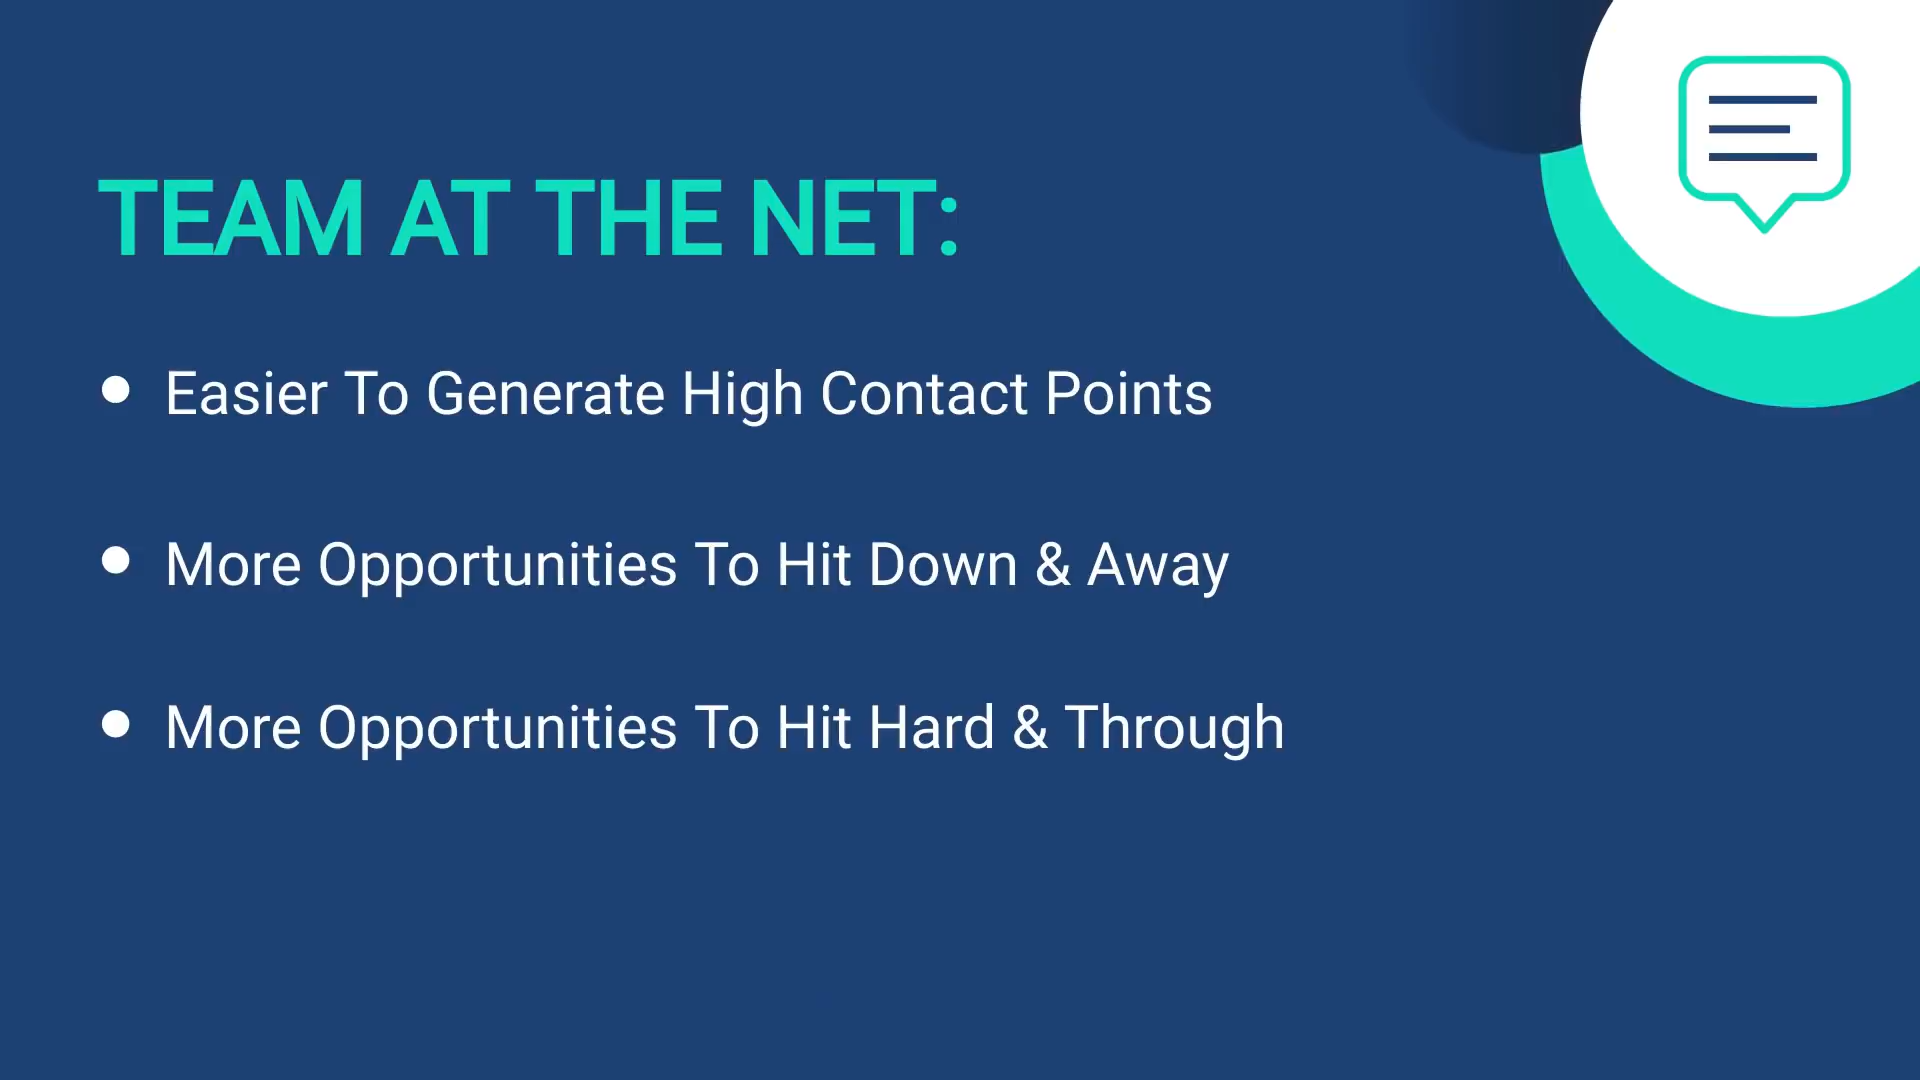 TEAM AT THE NET:
Easier To Generate High Contact Points
More Opportunities To Hit Down & Away
More Opportunities To Hit Hard & Through